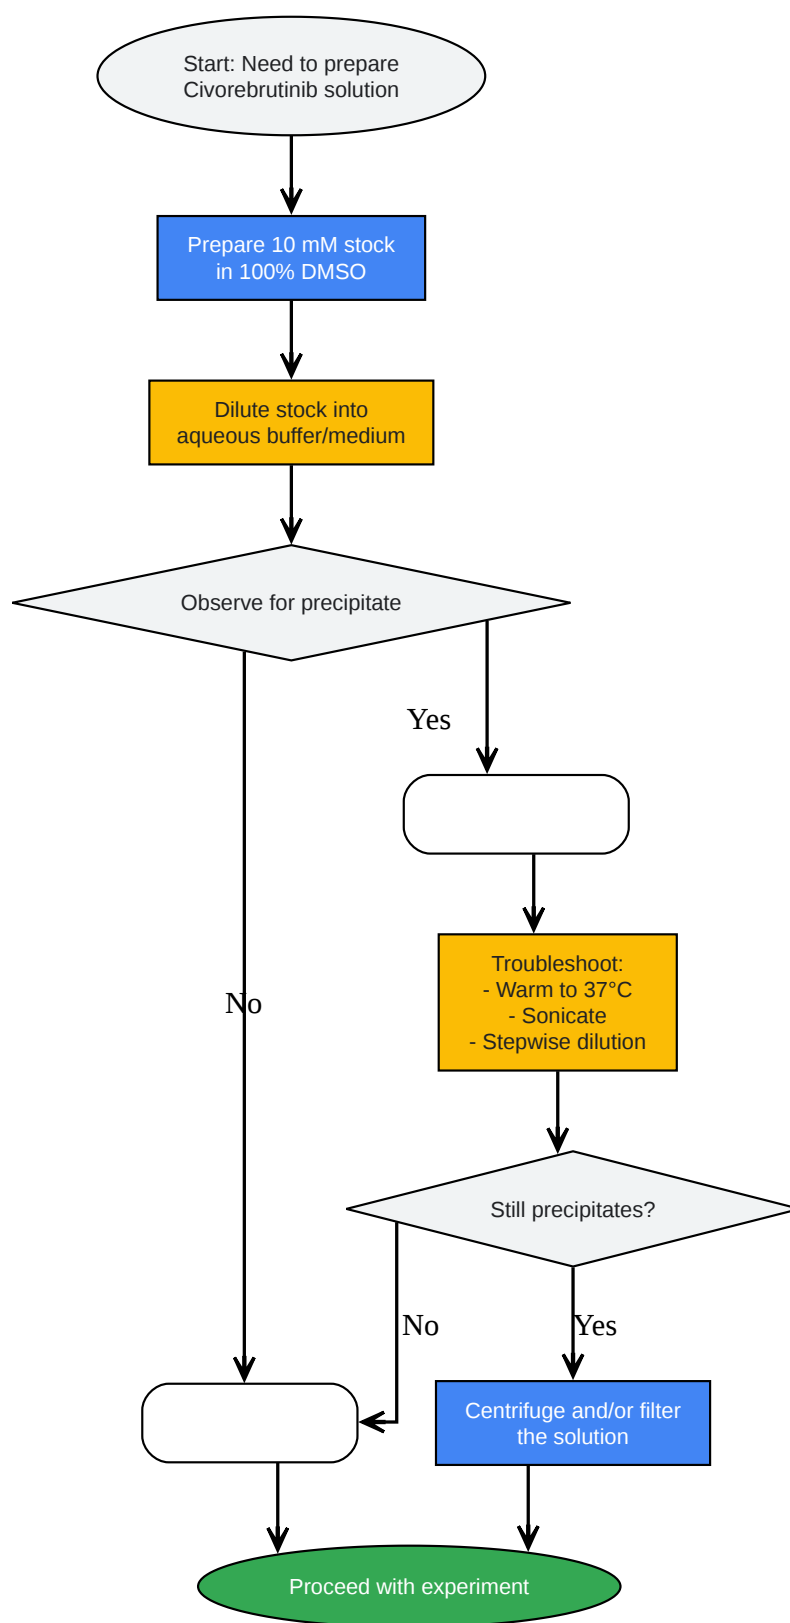 Start: Need to prepare
Civorebrutinib solution
Prepare 10 mM stock
in 100% DMSO
Dilute stock into
aqueous buffer/medium
Observe for precipitate
Yes
Troubleshoot:
- Warm to 37°C
- Sonicate
- Stepwise dilution
No
Still precipitates?
No
Yes
Centrifuge and/or filter
the solution
Proceed with experiment